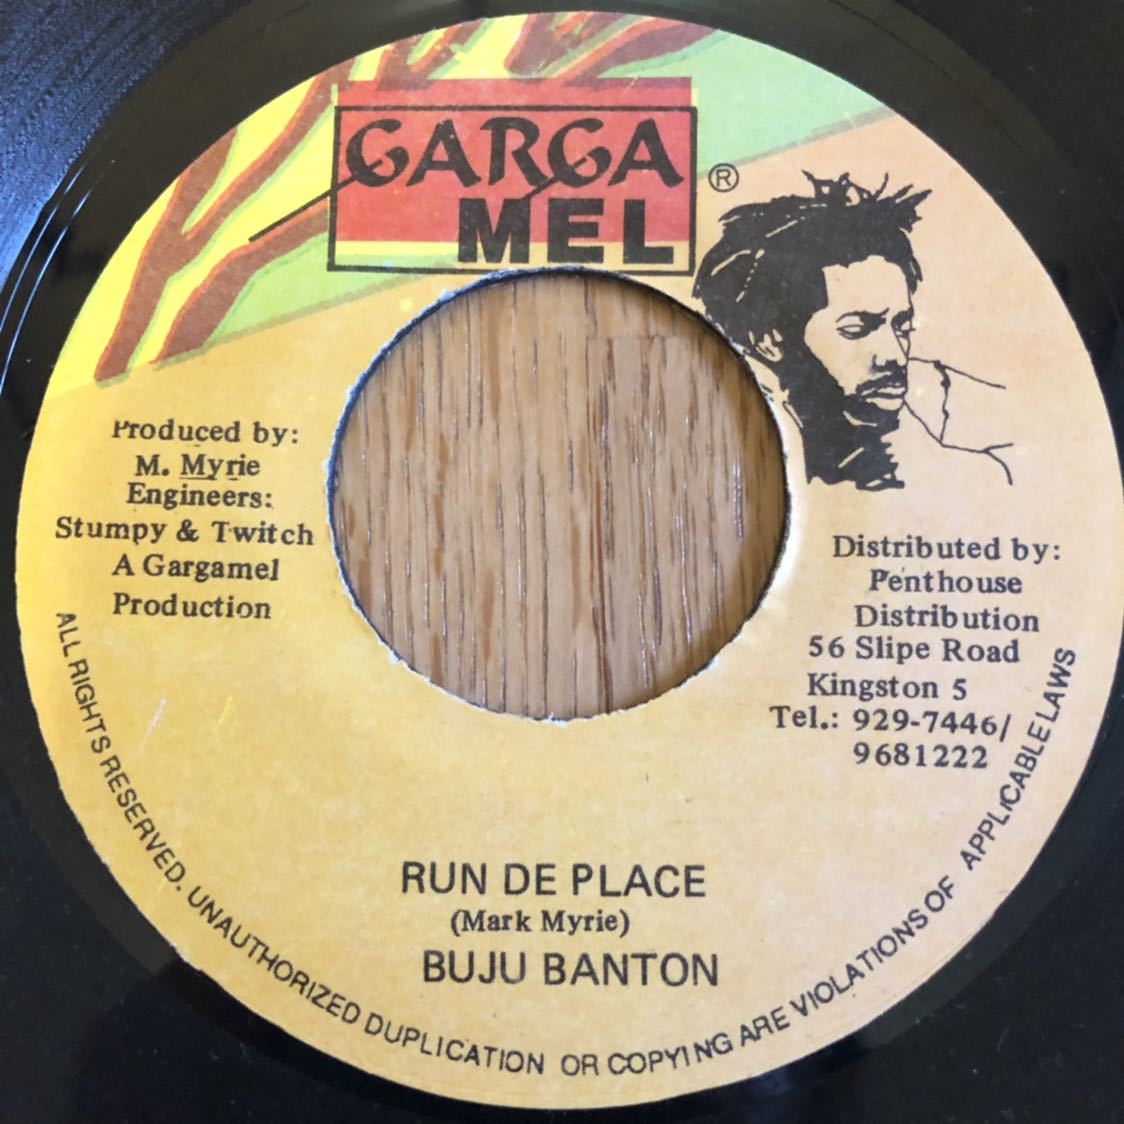 GARGA
MEL
®
Produced by:
M. Myrie
Engineers:
Stumpy & Twitch
A Gargamel
Production
Distributed by:
Penthouse
Distribution
56 Slipe Road
Kingston 5
Tel.: 929-7446/
9681222
RUN DE PLACE
(Mark Myrie)
BUJU BANTON
ALL RIGHTS RESERVED. UNAUTHORIZED DUPLICATION OR COPYING ARE VIOLATIONS OF APPLICABLE LAWS